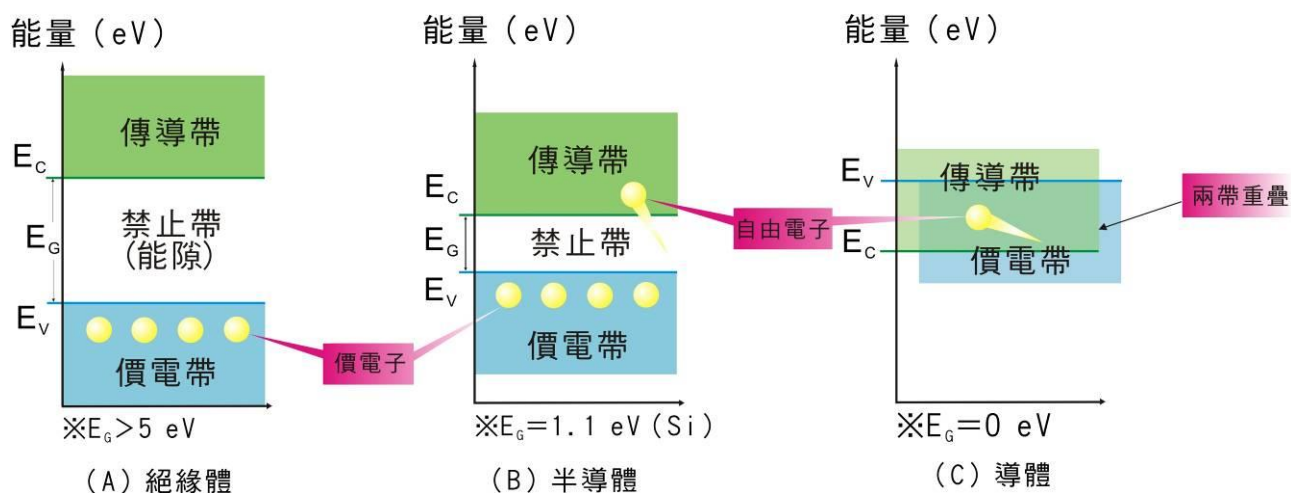 能量 (eV)
傳導帶
E_C
E_G
禁止帶
(能隙)
E_V
價電帶
※E_G>5 eV
(A) 絕緣體
價電子
能量 (eV)
傳導帶
E_C
E_G
禁止帶
E_V
價電帶
※E_G=1.1 eV (Si)
(B) 半導體
自由電子
能量 (eV)
E_V
傳導帶
E_C
價電帶
兩帶重疊
※E_G=0 eV
(C) 導體